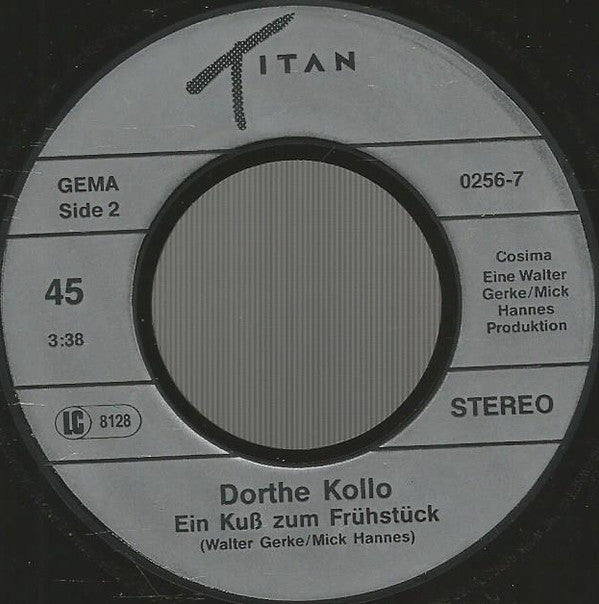 TITAN
GEMA
Side 2
0256-7
45
3:38
Cosima
Eine Walter
Gerke/Mick
Hannes
Produktion
LC 8128
STEREO
Dorthe Kollo
Ein Kuß zum Frühstück
(Walter Gerke/Mick Hannes)